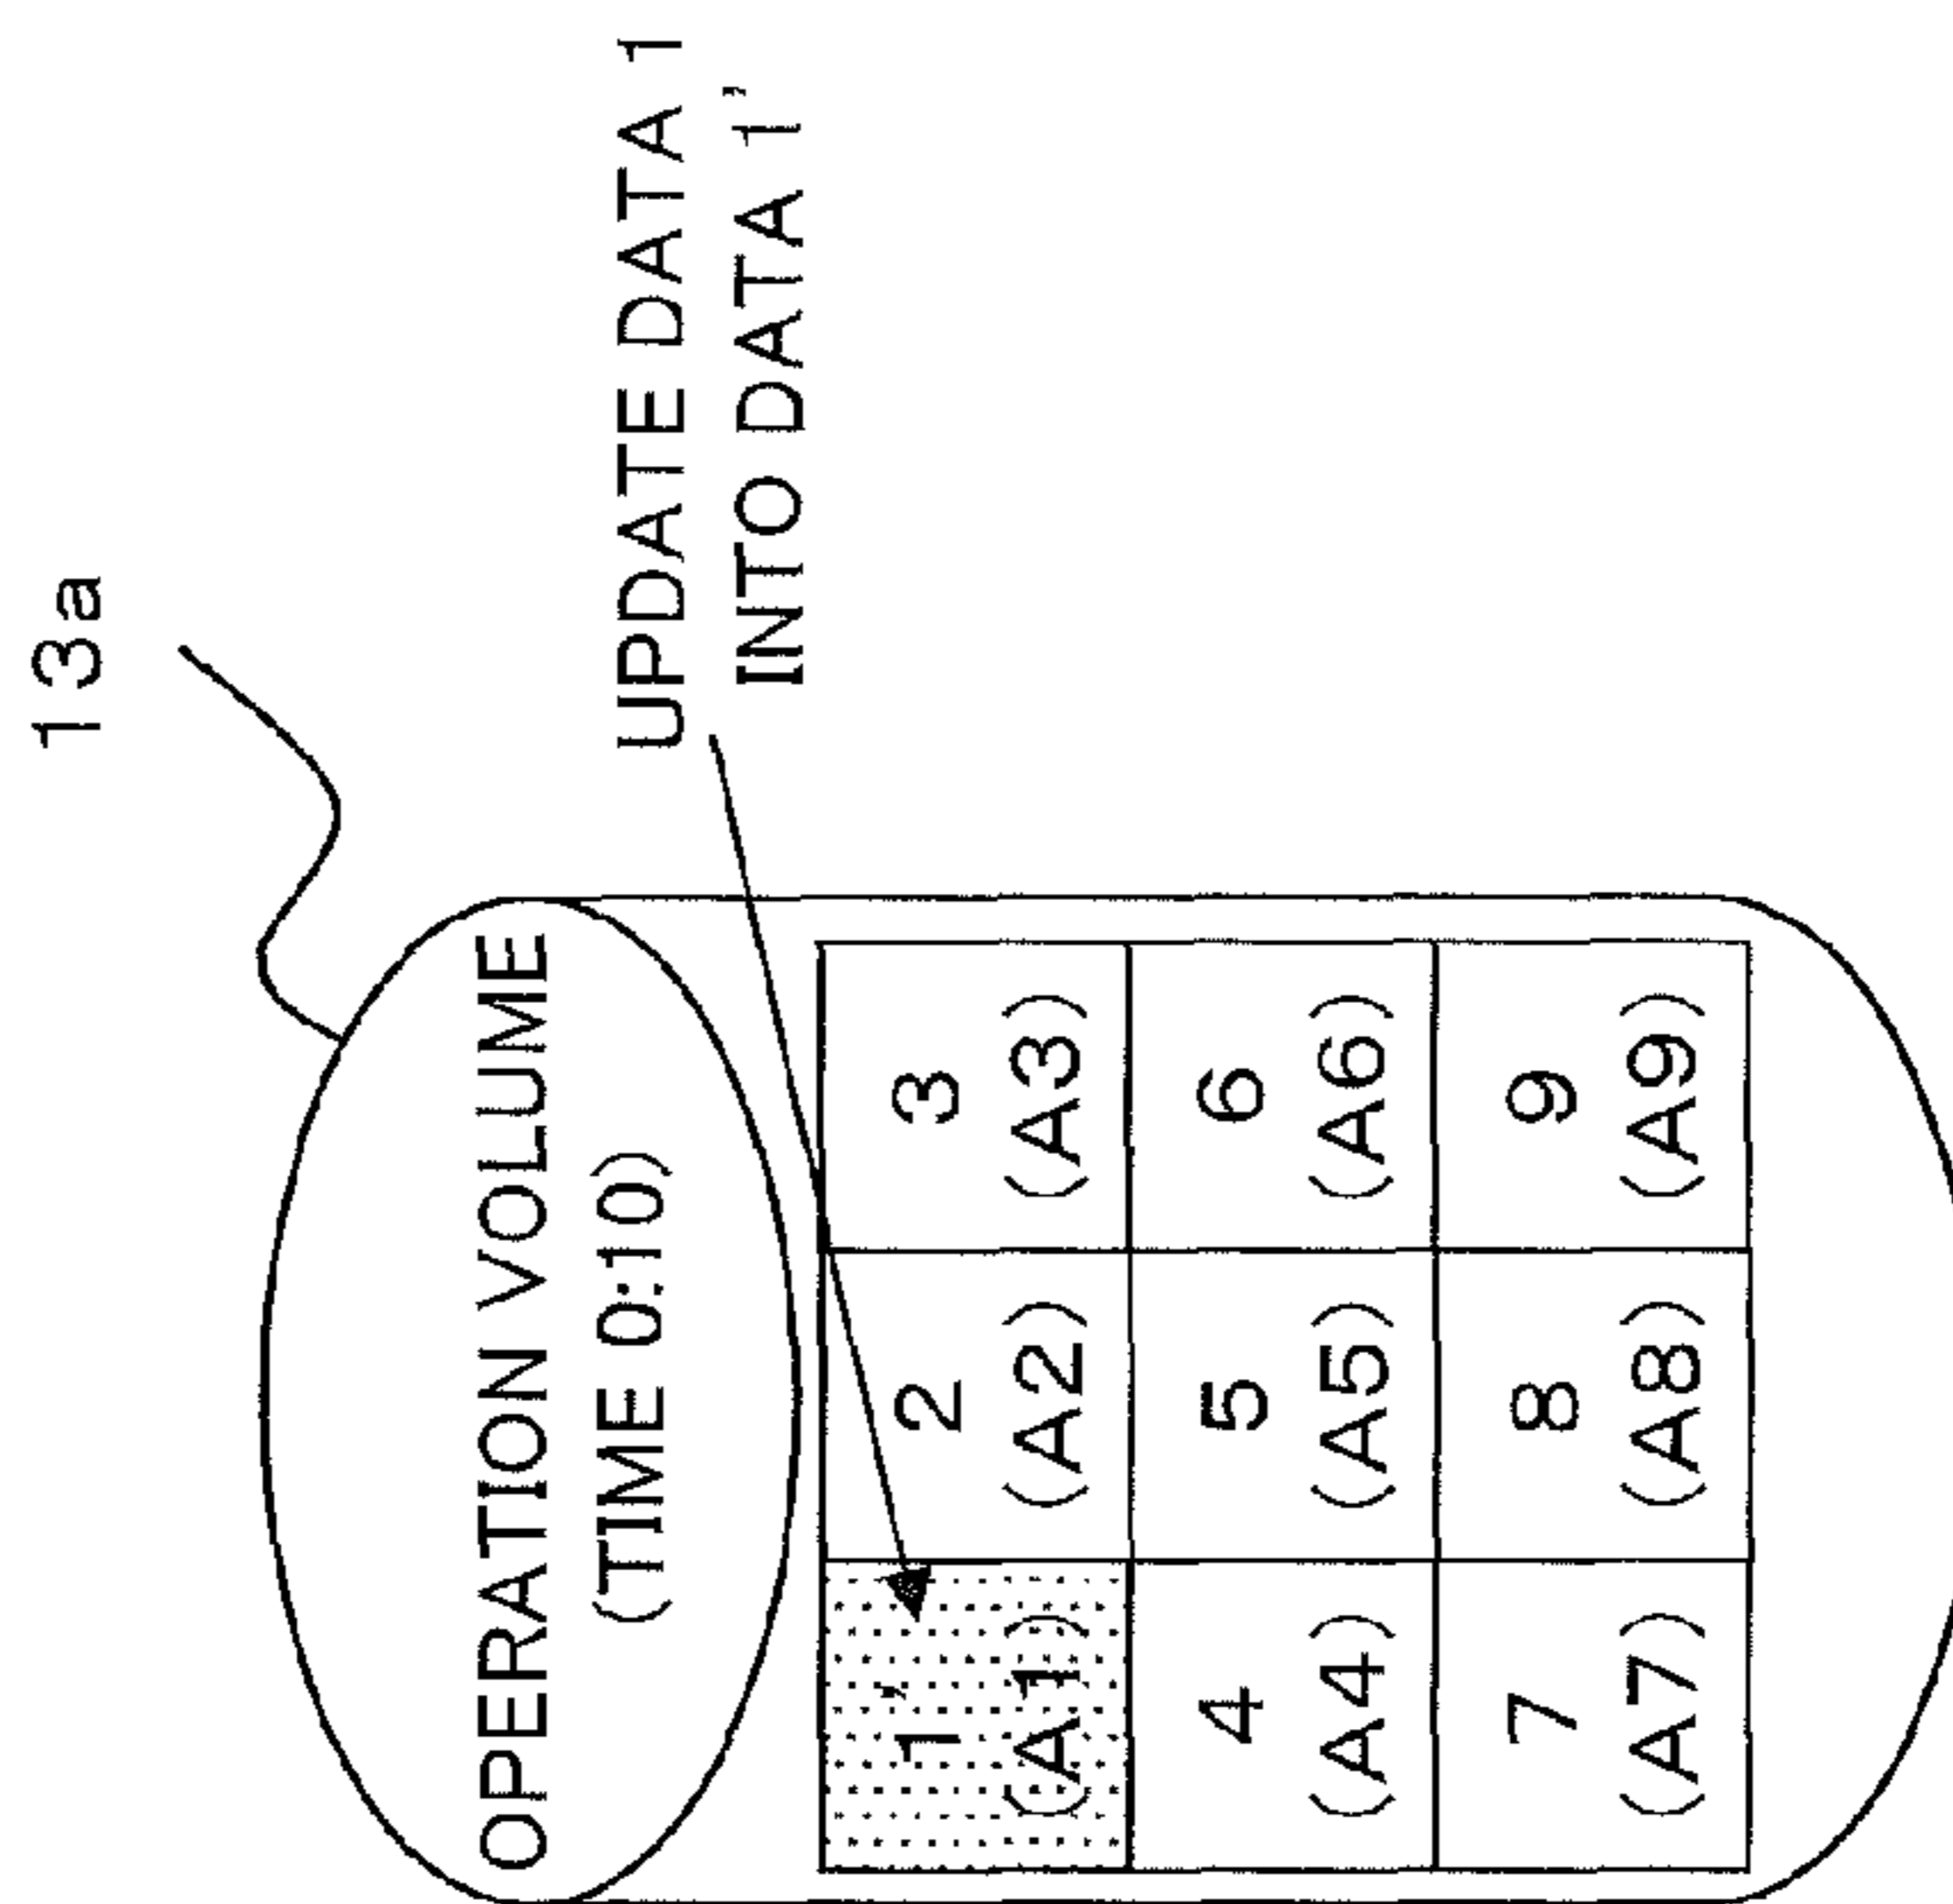 13a
OPERATION VOLUME
(TIME 0:10)
UPDATE DATA 1
INTO DATA 1'
1' 2 3
(A1) (A2) (A3)
4 5 6
(A4) (A5) (A6)
7 8 9
(A7) (A8) (A9)